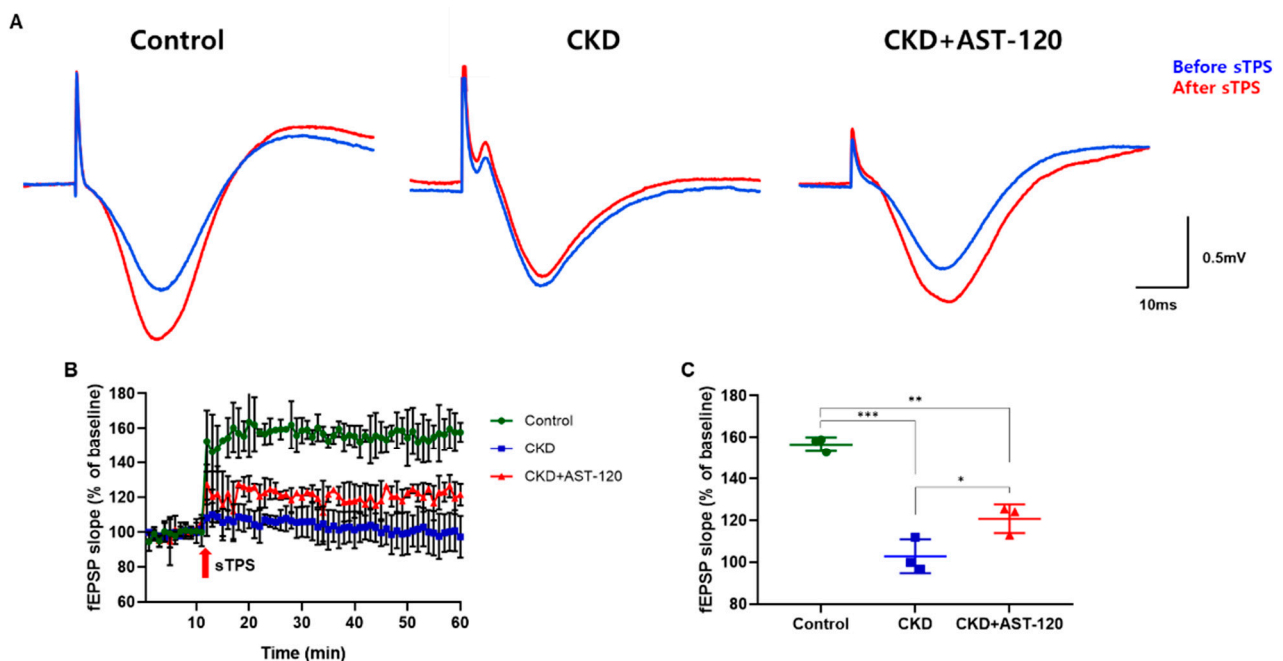 A
Control
CKD
CKD+AST-120
Before sTPS
After sTPS
0.5mV
10ms
B
fEPSP slope (% of baseline)
180
160
140
120
100
80
60
sTPS
10
20
30
40
50
60
Time (min)
Control
CKD
CKD+AST-120
C
fEPSP slope (% of baseline)
180
160
140
120
100
80
**
***
*
Control
CKD
CKD+AST-120